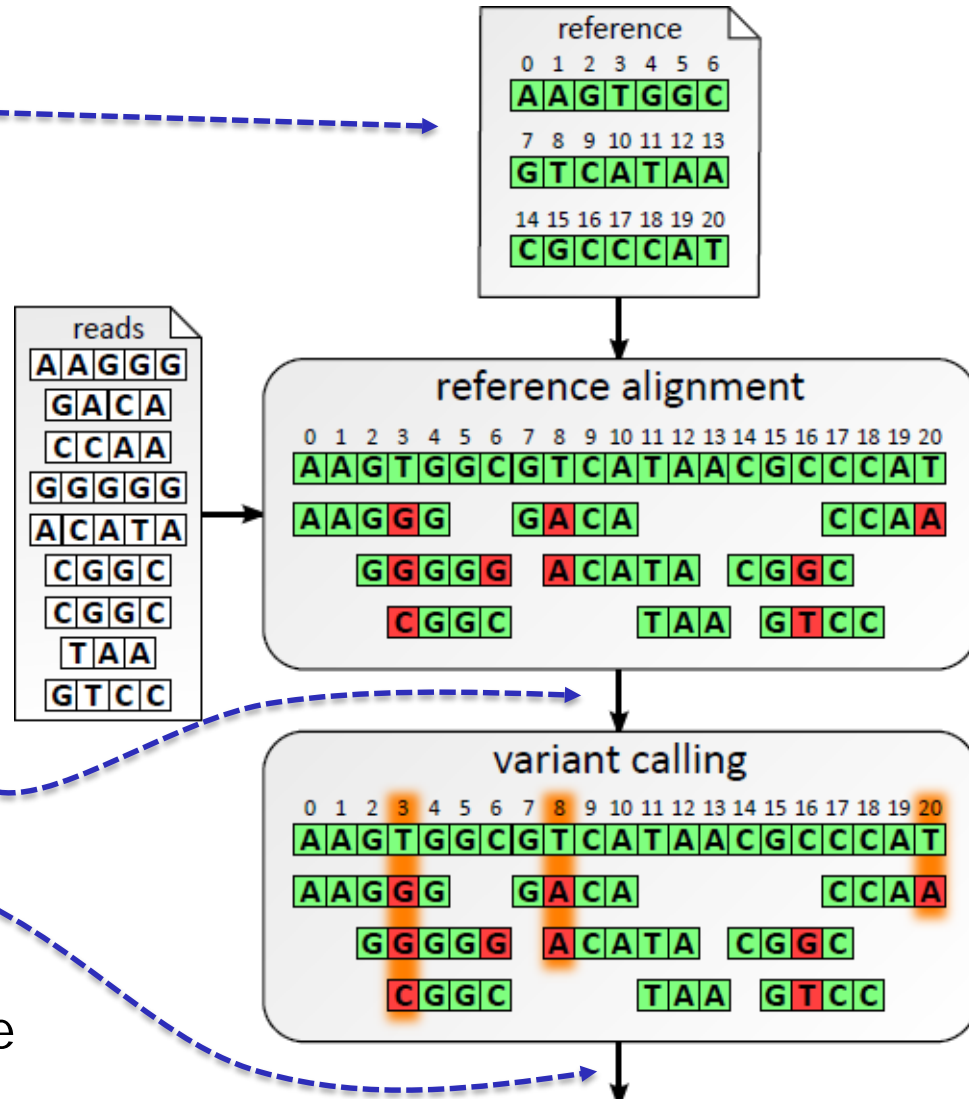 reference
0 1 2 3 4 5 6
AAGTGGC
7 8 9 10 11 12 13
GTCATAA
14 15 16 17 18 19 20
CGCCCAT
reads
AAGGG
GACA
CCAA
GGGGG
ACATA
CGGC
CGGC
TAA
GTCC
reference alignment
0 1 2 3 4 5 6 7 8 9 10 11 12 13 14 15 16 17 18 19 20
AAGTGGCGTCATAACGCCCAT
AAGGG GACA CCAA
GGGGG ACATA CGGC
CGGC TAA GTCC
variant calling
0 1 2 3 4 5 6 7 8 9 10 11 12 13 14 15 16 17 18 19 20
AAGTGGCGTCATAACGCCCAT
AAGGG GACA CCAA
GGGGG ACATA CGGC
CGGC TAA GTCC
e